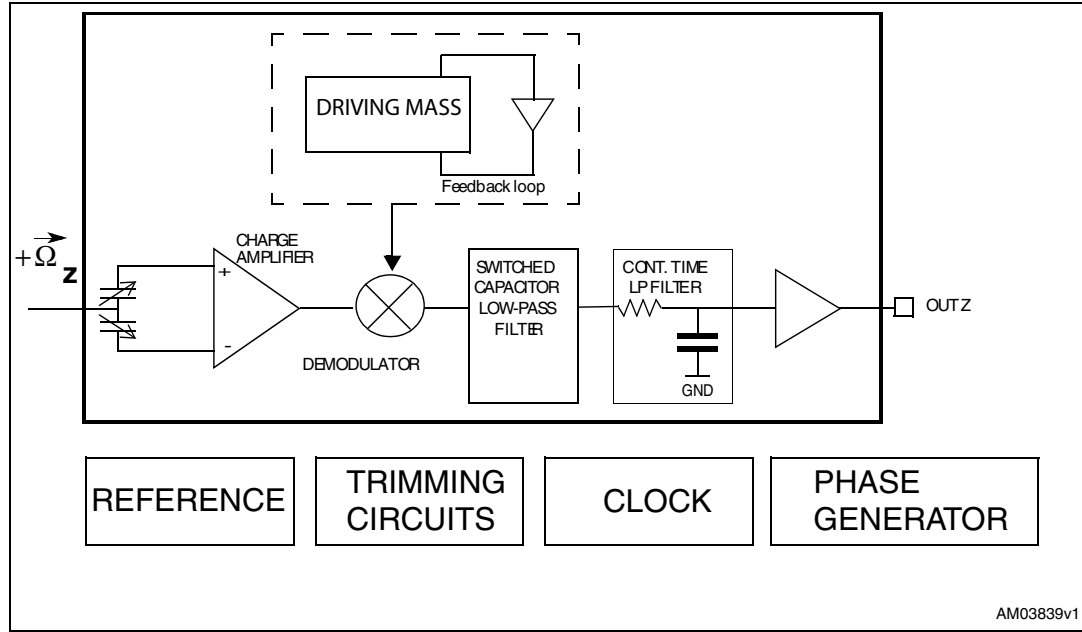 DRIVING MASS
Feedback loop
+Ω
z
CHARGE
AMPLIFIER
+
-
DEMODULATOR
SWITCHED
CAPACITOR
LOW-PASS
FILTER
CONT. TIME
LP FILTER
GND
OUTZ
REFERENCE
TRIMMING
CIRCUITS
CLOCK
PHASE
GENERATOR
AM03839v1